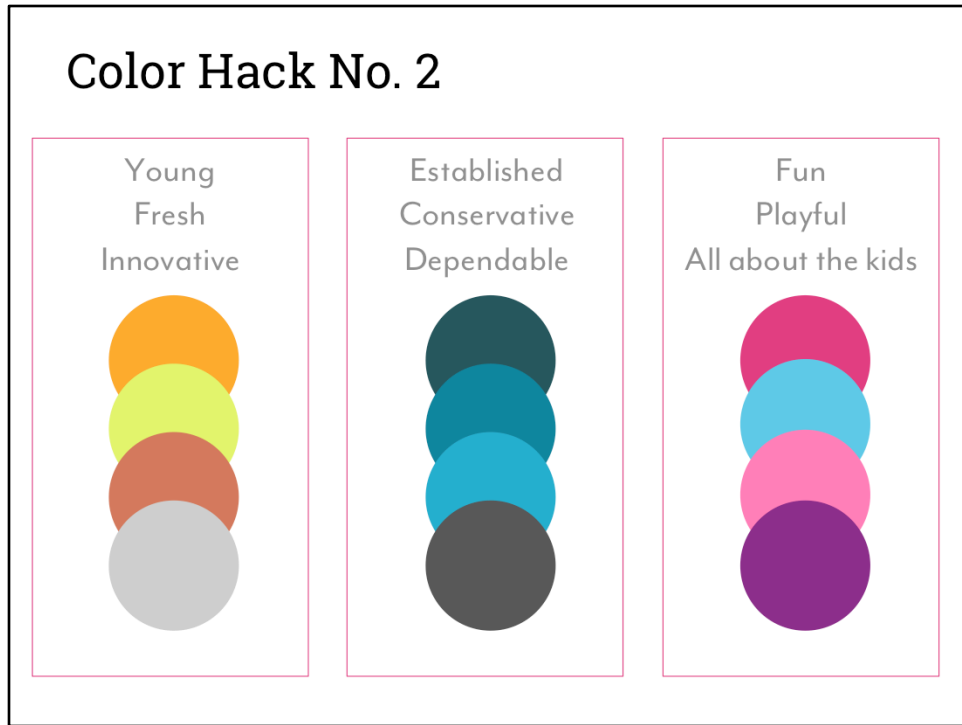 Color Hack No. 2
Young
Fresh
Innovative
Established
Conservative
Dependable
Fun
Playful
All about the kids